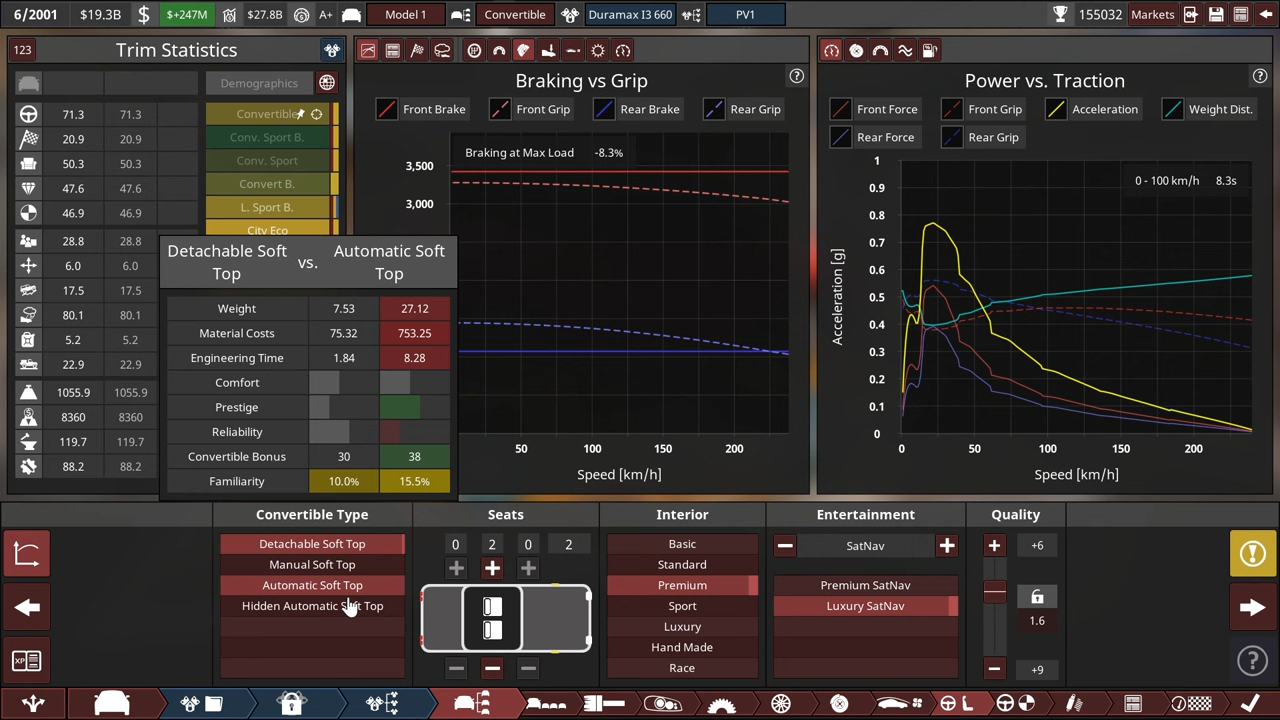 6/2001 $19.3B $+247M $27.8B A+ Model 1 Convertible Duramax I3 660 PV1 155032 Markets
123 Trim Statistics
Demographics
71.3 71.3 Convertible
20.9 20.9 Conv. Sport B.
50.3 50.3 Conv. Sport
47.6 47.6 Convert B.
46.9 46.9 L. Sport B.
City Eco
28.8 28.8
6.0 6.0
17.5 17.5
80.1 80.1
5.2 5.2
22.9 22.9
1055.9 1055.9
8360 8360
119.7 119.7
88.2 88.2
Detachable Soft Top vs. Automatic Soft Top
Weight 7.53 27.12
Material Costs 75.32 753.25
Engineering Time 1.84 8.28
Comfort
Prestige
Reliability
Convertible Bonus 30 38
Familiarity 10.0% 15.5%
Braking vs Grip
?
Front Brake Front Grip Rear Brake Rear Grip
Braking at Max Load -8.3%
3,500
3,000
50 100 150 200
Speed [km/h]
Power vs. Traction
?
Front Force Front Grip Acceleration Weight Dist.
Rear Force Rear Grip
0 - 100 km/h 8.3s
Acceleration [g]
1
0.9
0.8
0.7
0.6
0.5
0.4
0.3
0.2
0.1
0
0 50 100 150 200
Speed [km/h]
Convertible Type
Detachable Soft Top
Manual Soft Top
Automatic Soft Top
Hidden Automatic Soft Top
Seats
0 2 0 2
Interior
Basic
Standard
Premium
Sport
Luxury
Hand Made
Race
Entertainment
SatNav
Premium SatNav
Luxury SatNav
Quality
+6
1.6
+9
XP
?